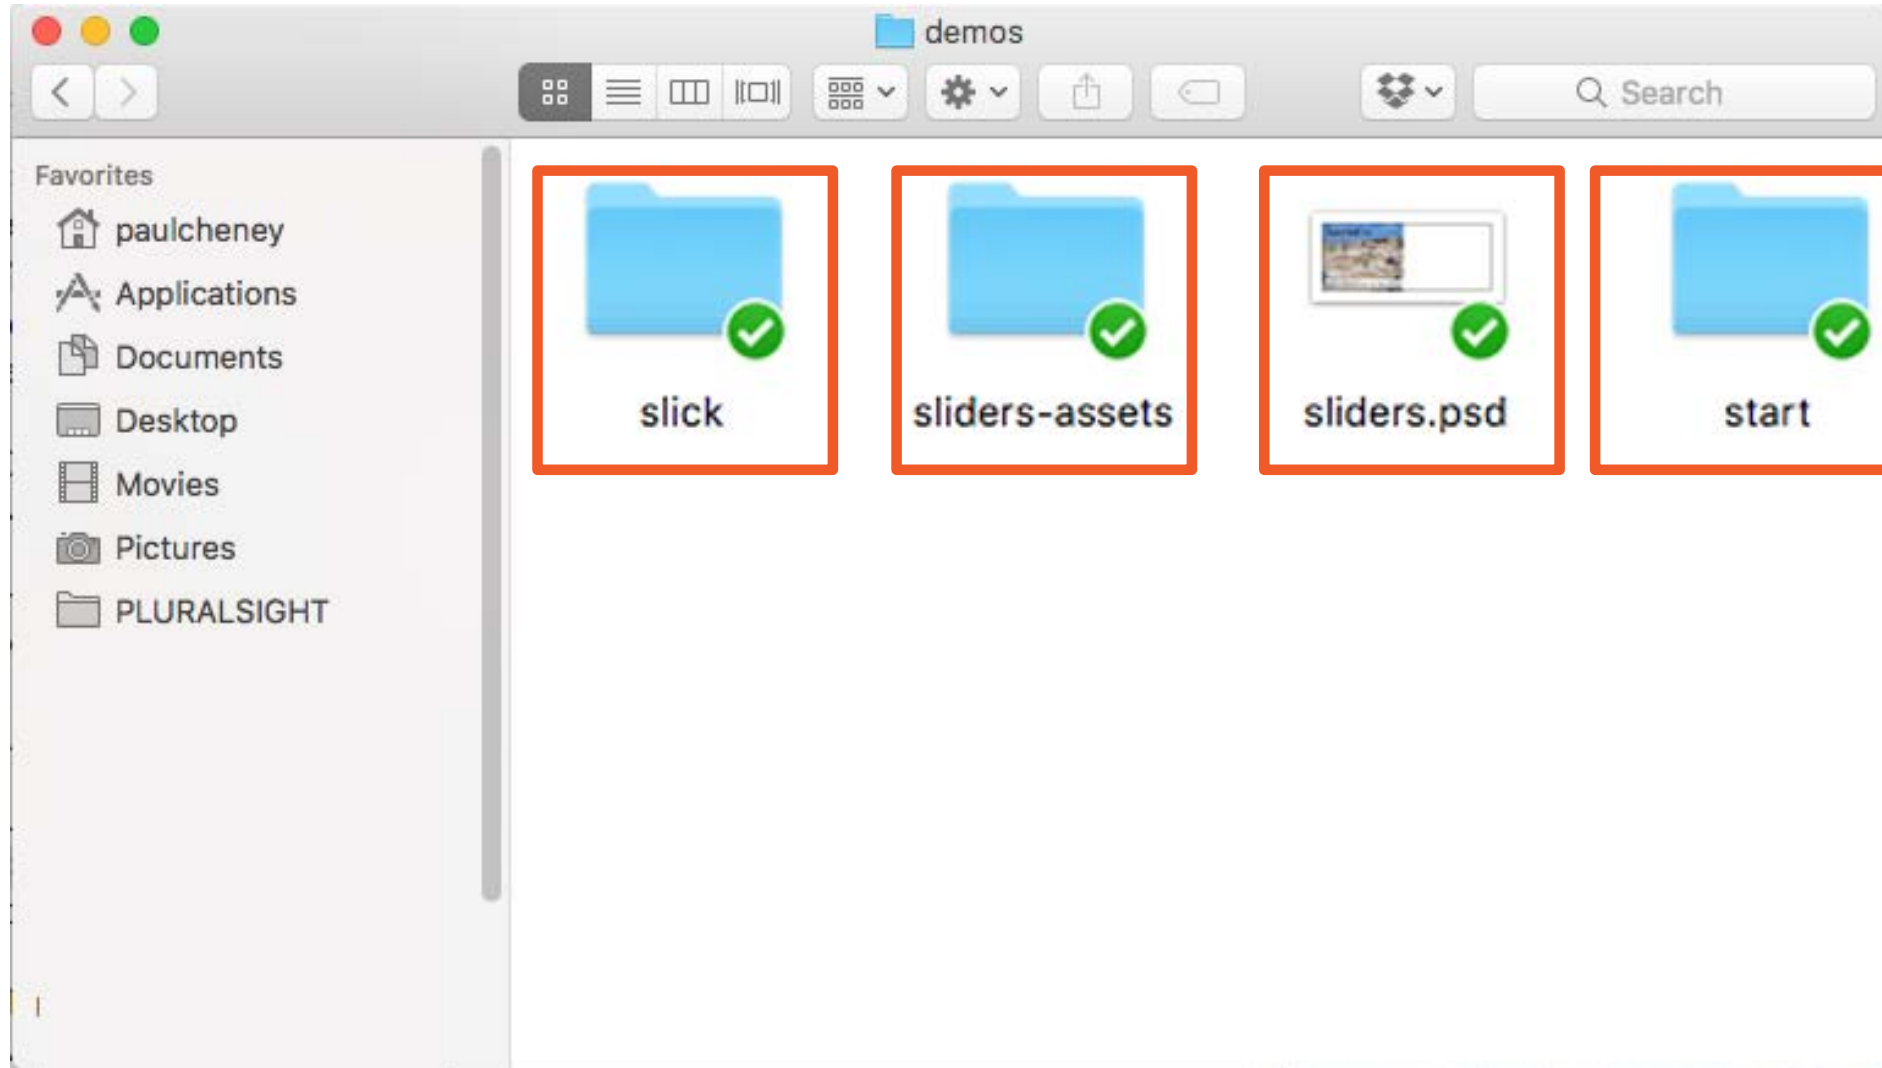 demos
Search
Favorites
paulcheney
Applications
Documents
Desktop
Movies
Pictures
PLURALSIGHT
slick
sliders-assets
sliders.psd
start